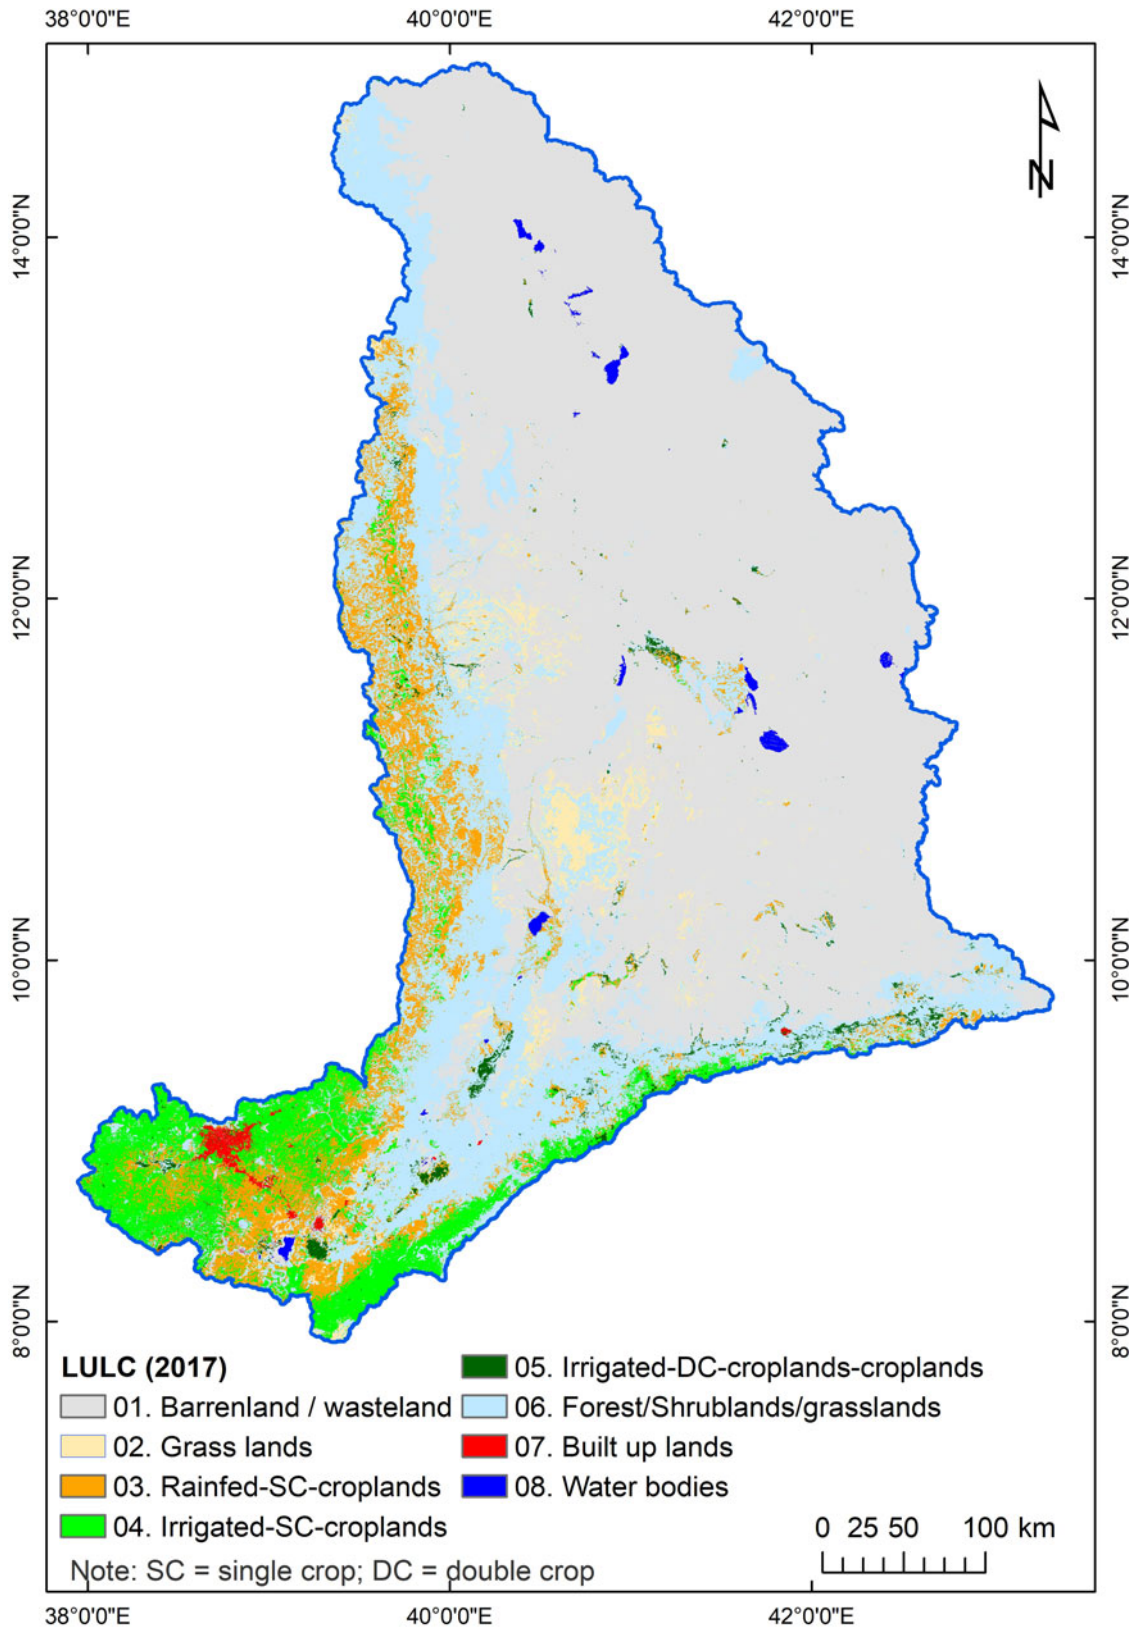 38°0'0"E 40°0'0"E 42°0'0"E
N
14°0'0"N 14°0'0"N
12°0'0"N 12°0'0"N
10°0'0"N 10°0'0"N
8°0'0"N 8°0'0"N
LULC (2017)
01. Barrenland / wasteland
02. Grass lands
03. Rainfed-SC-croplands
04. Irrigated-SC-croplands
05. Irrigated-DC-croplands-croplands
06. Forest/Shrublands/grasslands
07. Built up lands
08. Water bodies
0 25 50 100 km
Note: SC = single crop; DC = double crop
38°0'0"E 40°0'0"E 42°0'0"E